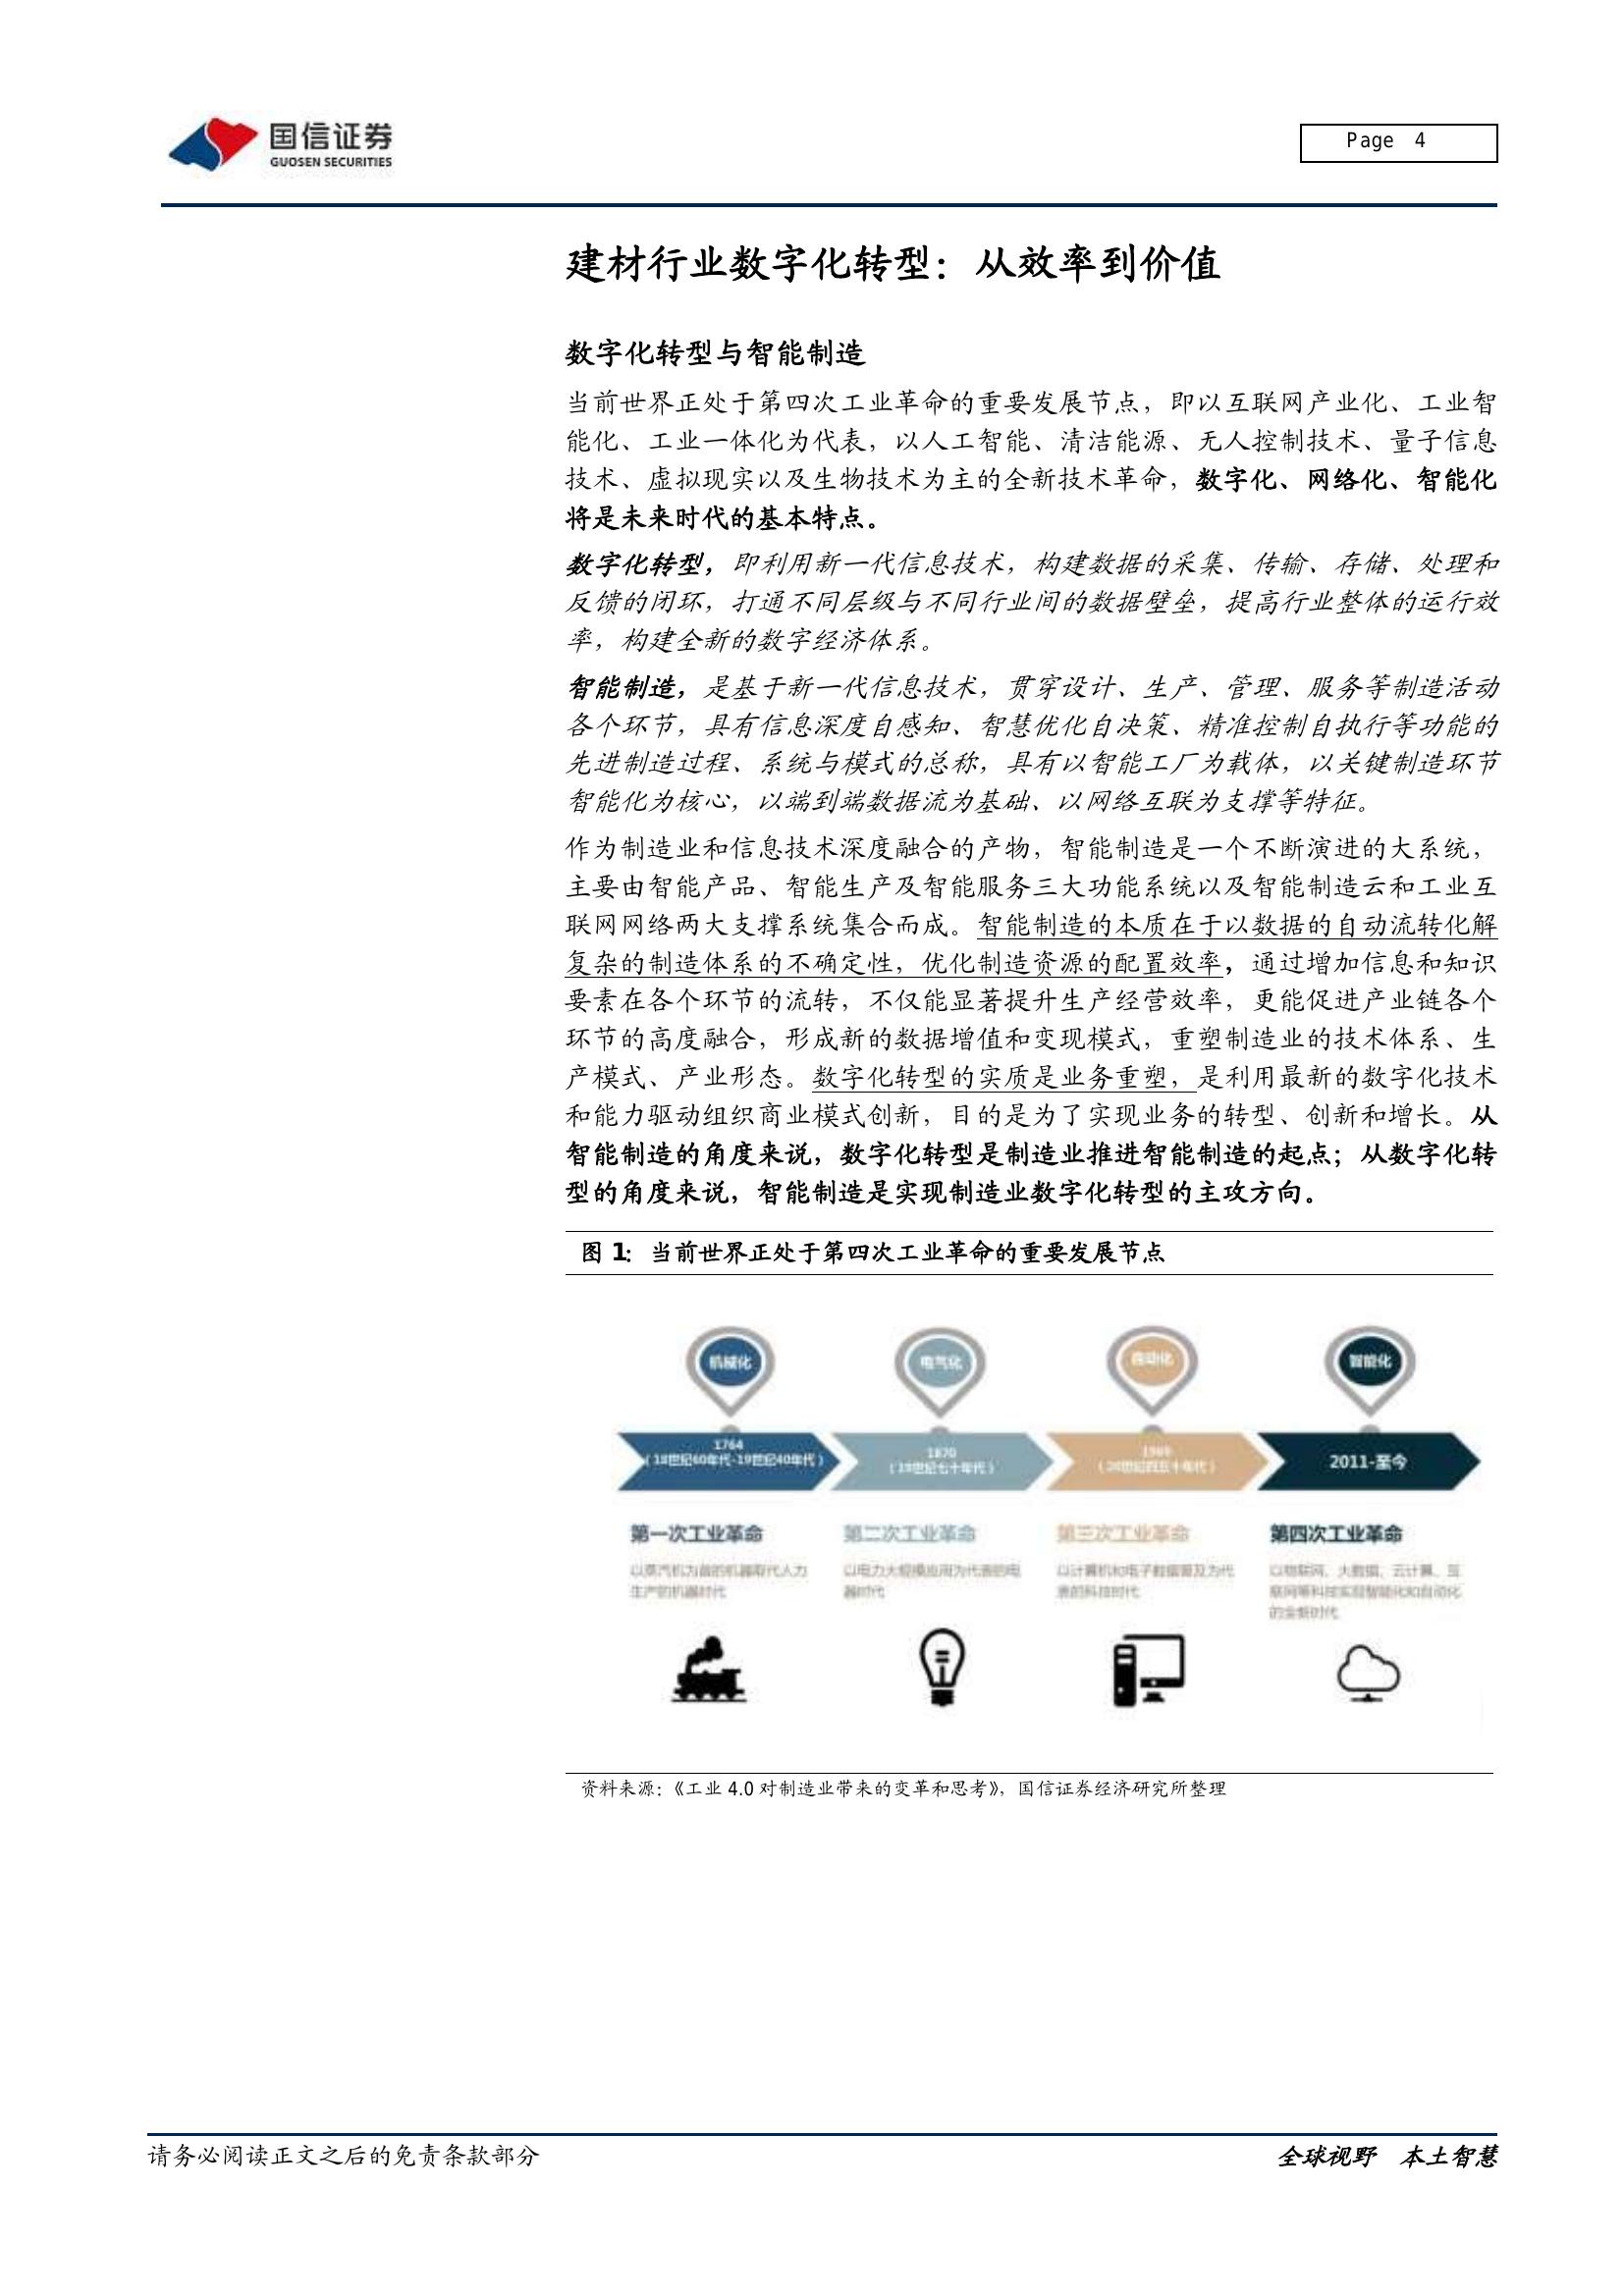 国信证券
GUOSEN SECURITIES
Page 4
建材行业数字化转型：从效率到价值
数字化转型与智能制造
当前世界正处于第四次工业革命的重要发展节点，即以互联网产业化、工业智
能化、工业一体化为代表，以人工智能、清洁能源、无人控制技术、量子信息
技术、虚拟现实以及生物技术为主的全新技术革命，数字化、网络化、智能化
将是未来时代的基本特点。
数字化转型，即利用新一代信息技术，构建数据的采集、传输、存储、处理和
反馈的闭环，打通不同层级与不同行业间的数据壁垒，提高行业整体的运行效
率，构建全新的数字经济体系。
智能制造，是基于新一代信息技术，贯穿设计、生产、管理、服务等制造活动
各个环节，具有信息深度自感知、智慧优化自决策、精准控制自执行等功能的
先进制造过程、系统与模式的总称，具有以智能工厂为载体，以关键制造环节
智能化为核心，以端到端数据流为基础、以网络互联为支撑等特征。
作为制造业和信息技术深度融合的产物，智能制造是一个不断演进的大系统，
主要由智能产品、智能生产及智能服务三大功能系统以及智能制造云和工业互
联网网络两大支撑系统集合而成。智能制造的本质在于以数据的自动流转化解
复杂的制造体系的不确定性，优化制造资源的配置效率，通过增加信息和知识
要素在各个环节的流转，不仅能显著提升生产经营效率，更能促进产业链各个
环节的高度融合，形成新的数据增值和变现模式，重塑制造业的技术体系、生
产模式、产业形态。数字化转型的实质是业务重塑，是利用最新的数字化技术
和能力驱动组织商业模式创新，目的是为了实现业务的转型、创新和增长。从
智能制造的角度来说，数字化转型是制造业推进智能制造的起点；从数字化转
型的角度来说，智能制造是实现制造业数字化转型的主攻方向。
图 1：当前世界正处于第四次工业革命的重要发展节点
机械化
电气化
自动化
智能化
1764
（18世纪60年代-19世纪40年代）
1870
（19世纪七十年代）
1969
（20世纪四五十年代）
2011-至今
第一次工业革命
第二次工业革命
第三次工业革命
第四次工业革命
以蒸汽机为首的机器取代人力
生产的机器时代
以电力大规模应用为代表的电
器时代
以计算机和电子数据普及为代
表的科技时代
以物联网、大数据、云计算、互
联网等科技实现智能化和自动化
的全新时代
资料来源：《工业 4.0 对制造业带来的变革和思考》，国信证券经济研究所整理
请务必阅读正文之后的免责条款部分
全球视野 本土智慧